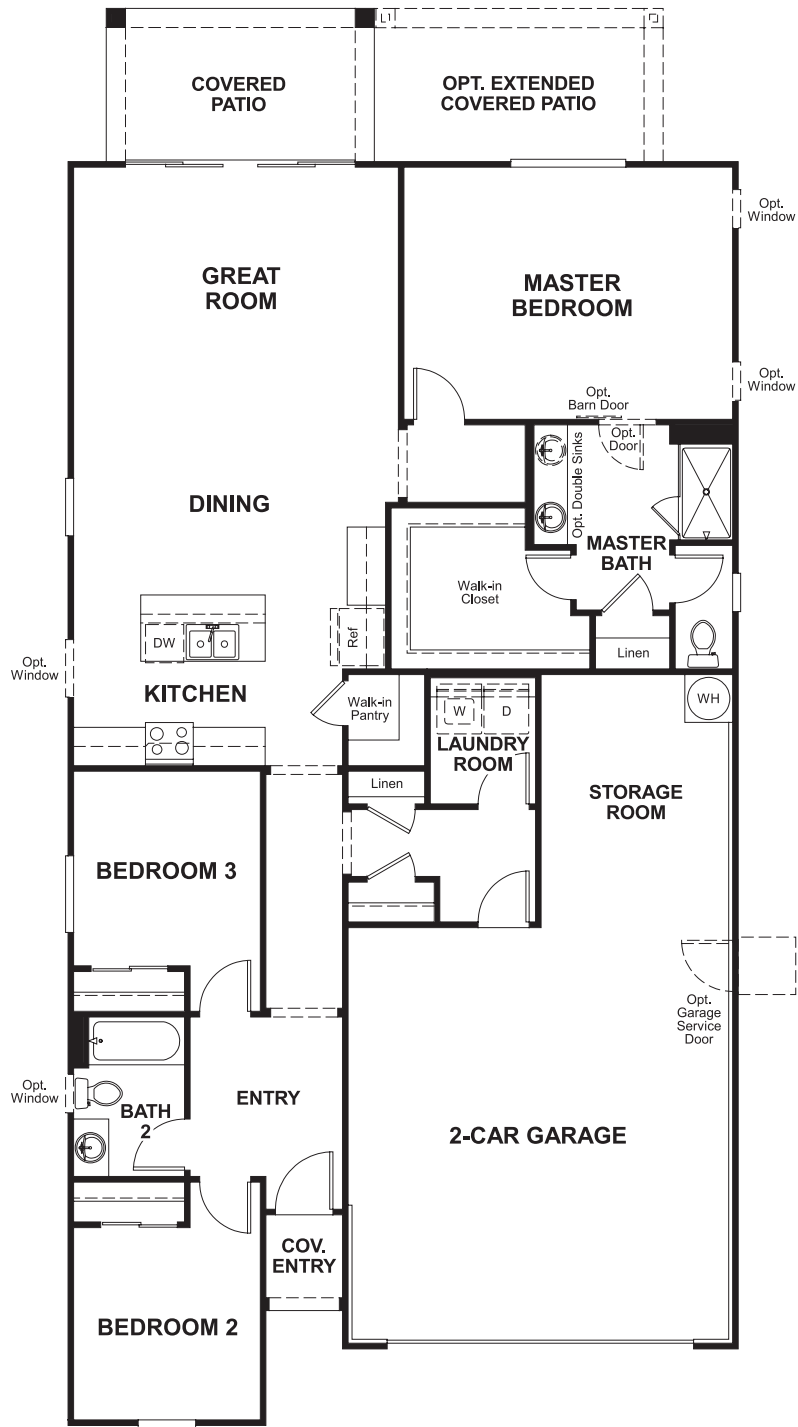 COVERED
PATIO
OPT. EXTENDED
COVERED PATIO
Opt.
Window
GREAT
ROOM
MASTER
BEDROOM
Opt.
Window
Opt.
Barn Door
Opt.
Door
Opt. Double Sinks
DINING
MASTER
BATH
Walk-in
Closet
Linen
DW
Ref
Opt.
Window
KITCHEN
Walk-in
Pantry
W
D
LAUNDRY
ROOM
WH
Linen
STORAGE
ROOM
BEDROOM 3
Opt.
Garage
Service
Door
Opt.
Window
BATH
2
ENTRY
2-CAR GARAGE
COV.
ENTRY
BEDROOM 2